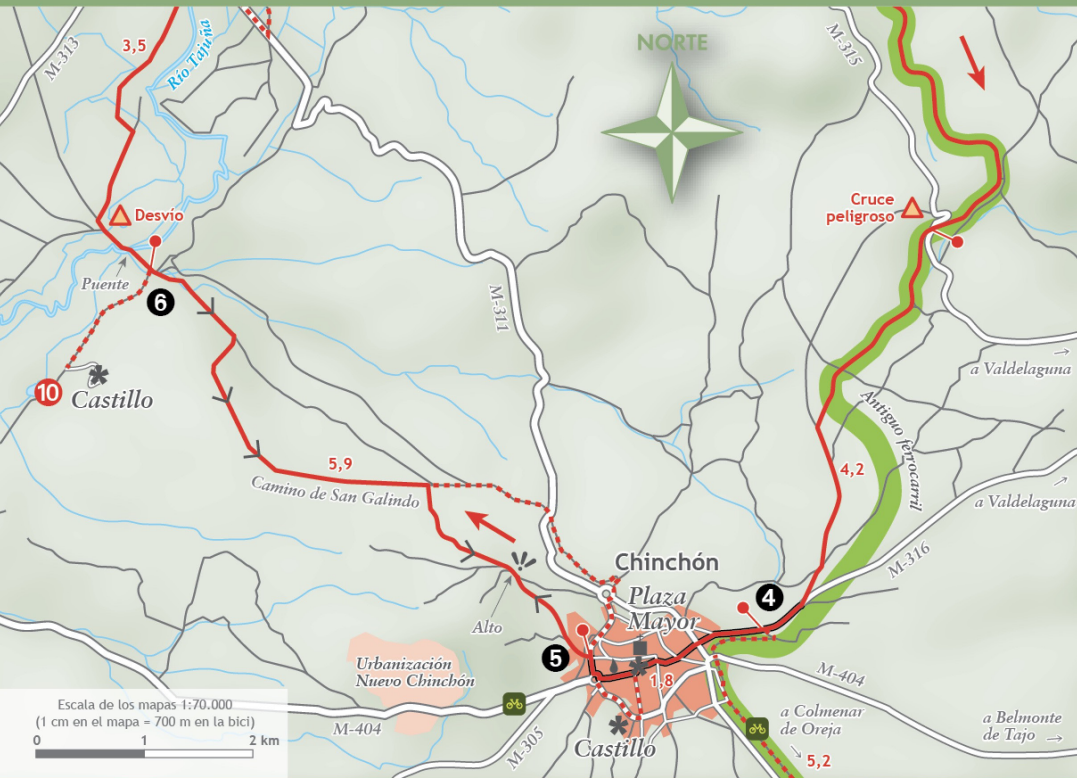 NORTE
3,5
M-313
Río Tajuña
M-315
Desvío
Cruce
peligroso
Puente
6
M-311
a Valdelaguna
10
Castillo
Antiguo ferrocarril
5,9
4,2
Camino de San Galindo
a Valdelaguna
M-316
Chinchón
4
Plaza
Mayor
Alto
5
Urbanización
Nuevo Chinchón
1,8
M-404
Escala de los mapas 1:70.000
(1 cm en el mapa = 700 m en la bici)
0 1 2 km
M-404
M-305
Castillo
a Colmenar
de Oreja
5,2
a Belmonte
de Tajo